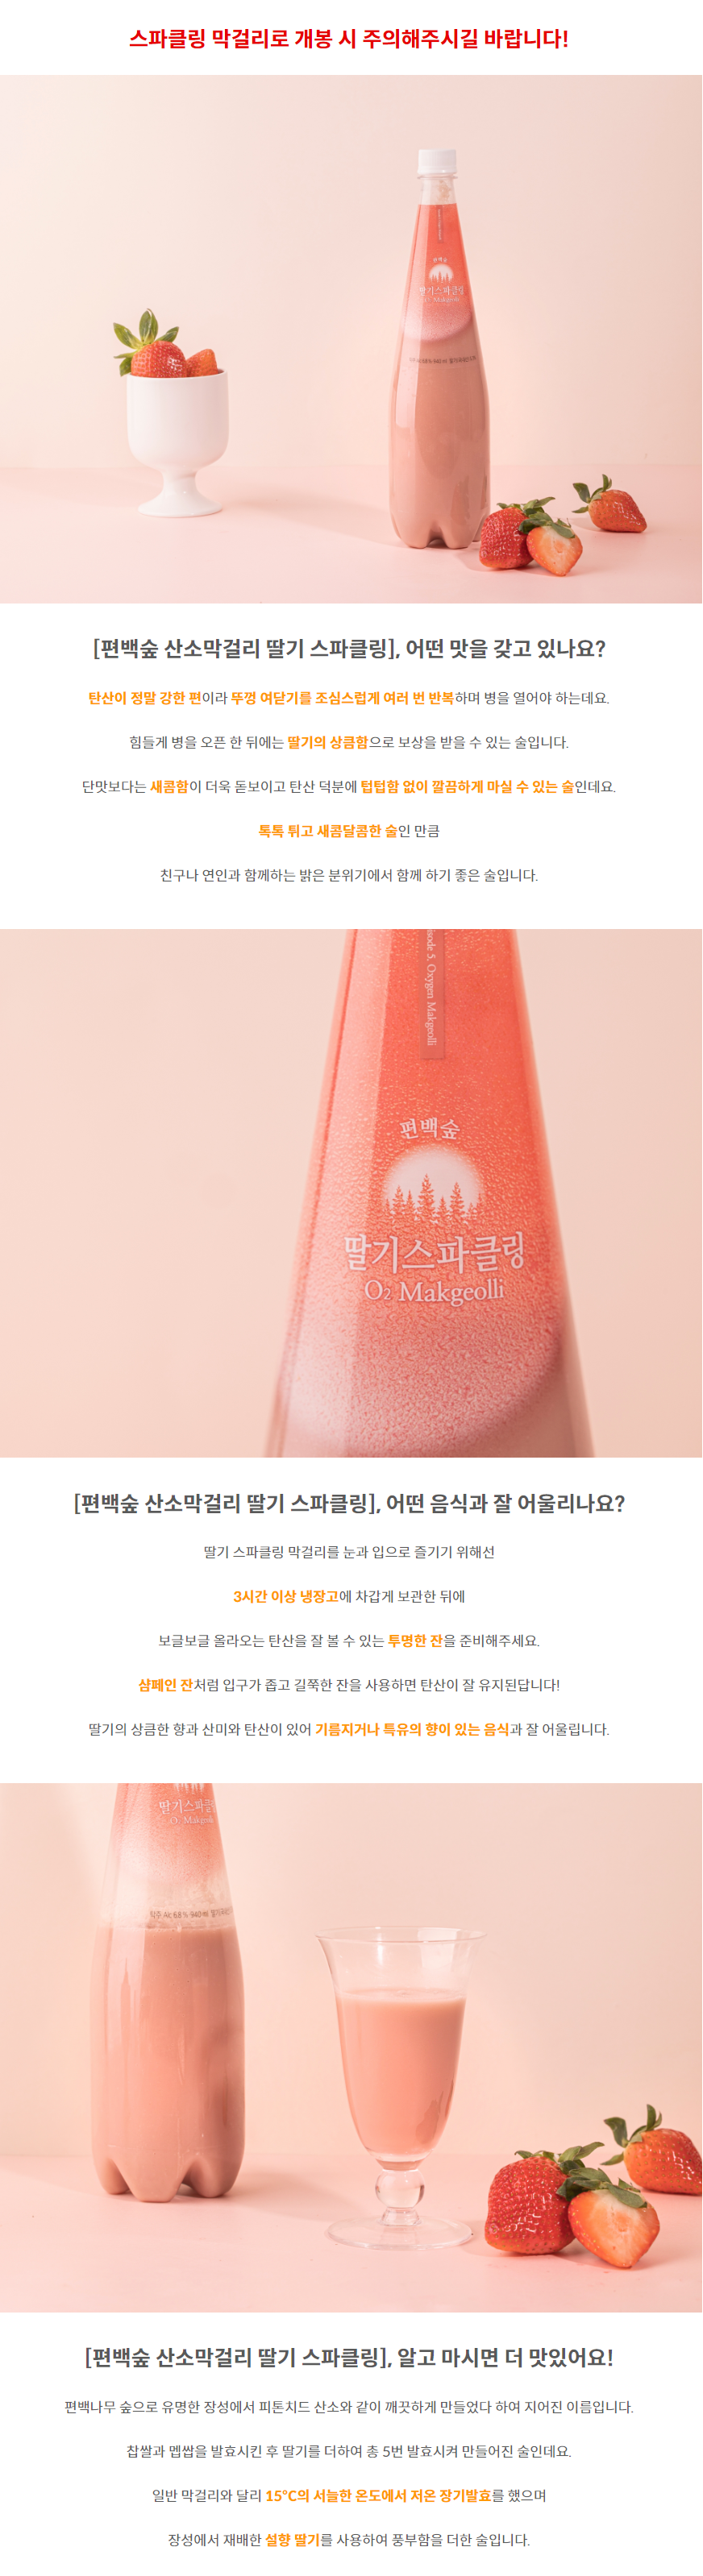 스파클링 막걸리로 개봉 시 주의해주시길 바랍니다!
편백숲
딸기스파클링
O₂ Makgeolli
[편백숲 산소막걸리 딸기 스파클링], 어떤 맛을 갖고 있나요?
탄산이 정말 강한 편이라 뚜껑 여닫기를 조심스럽게 여러 번 반복하며 병을 열어야 하는데요.
힘들게 병을 오픈 한 뒤에는 딸기의 상큼함으로 보상을 받을 수 있는 술입니다.
단맛보다는 새콤함이 더욱 돋보이고 탄산 덕분에 텁텁함 없이 깔끔하게 마실 수 있는 술인데요.
톡톡 튀고 새콤달콤한 술인 만큼
친구나 연인과 함께하는 밝은 분위기에서 함께 하기 좋은 술입니다.
isode 5. Oxygen Makgeolli
편백숲
딸기스파클링
O₂ Makgeolli
[편백숲 산소막걸리 딸기 스파클링], 어떤 음식과 잘 어울리나요?
딸기 스파클링 막걸리를 눈과 입으로 즐기기 위해선
3시간 이상 냉장고에 차갑게 보관한 뒤에
보글보글 올라오는 탄산을 잘 볼 수 있는 투명한 잔을 준비해주세요.
샴페인 잔처럼 입구가 좁고 길쭉한 잔을 사용하면 탄산이 잘 유지된답니다!
딸기의 상큼한 향과 산미와 탄산이 있어 기름지거나 특유의 향이 있는 음식과 잘 어울립니다.
딸기스파클
O₂ Makgeolli
탁주 Alc 6.8% 940 ml
[편백숲 산소막걸리 딸기 스파클링], 알고 마시면 더 맛있어요!
편백나무 숲으로 유명한 장성에서 피톤치드 산소와 같이 깨끗하게 만들었다 하여 지어진 이름입니다.
찹쌀과 멥쌉을 발효시킨 후 딸기를 더하여 총 5번 발효시켜 만들어진 술인데요.
일반 막걸리와 달리 15℃의 서늘한 온도에서 저온 장기발효를 했으며
장성에서 재배한 설향 딸기를 사용하여 풍부함을 더한 술입니다.